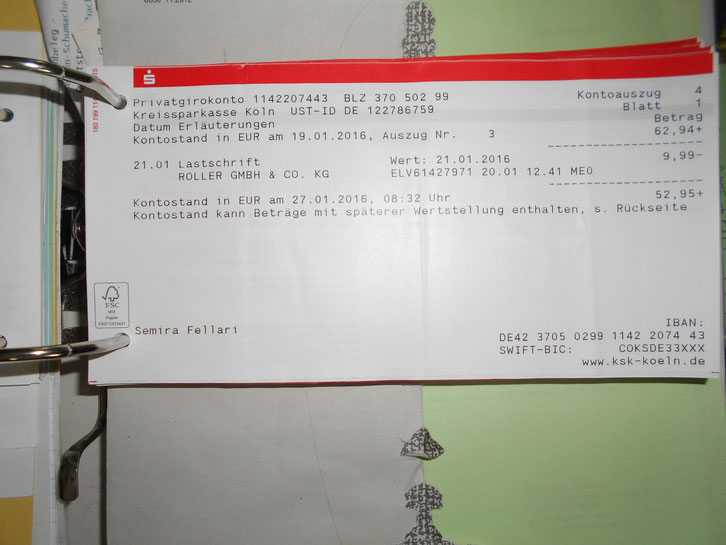 Privatgirokonto 1142207443 BLZ 370 502 99 Kontoauszug 4
Kreissparkasse Köln UST-ID DE 122786759 Blatt 1
Datum Erläuterungen Betrag
Kontostand in EUR am 19.01.2016, Auszug Nr. 3 62,94+
21.01 Lastschrift Wert: 21.01.2016 9,99-
ROLLER GMBH & CO. KG ELV61427971 20.01 12.41 ME0
Kontostand in EUR am 27.01.2016, 08:32 Uhr 52,95+
Kontostand kann Beträge mit späterer Wertstellung enthalten, s. Rückseite
FSC
MIX
Papier
Semira Fellari
IBAN:
DE42 3705 0299 1142 2074 43
SWIFT-BIC: COKSDE33XXX
www.ksk-koeln.de